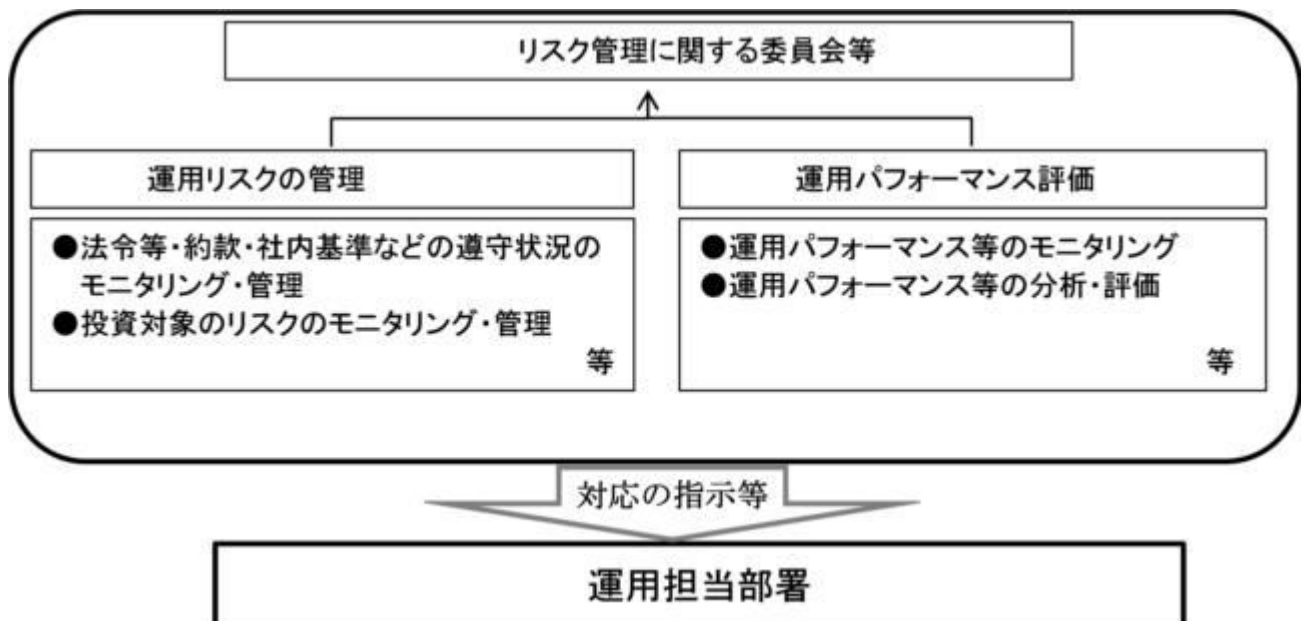 リスク管理に関する委員会等
運用リスクの管理
●法令等・約款・社内基準などの遵守状況の
モニタリング・管理
●投資対象のリスクのモニタリング・管理
等
運用パフォーマンス評価
●運用パフォーマンス等のモニタリング
●運用パフォーマンス等の分析・評価
等
対応の指示等
運用担当部署